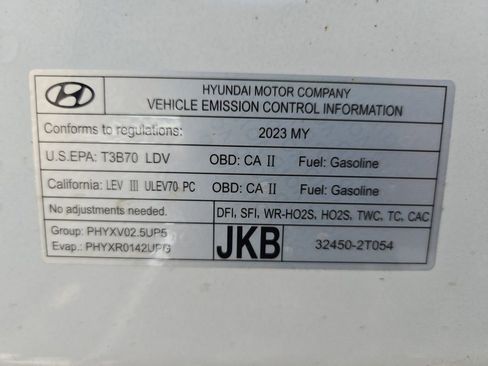 HYUNDAI MOTOR COMPANY
VEHICLE EMISSION CONTROL INFORMATION
Conforms to regulations: 2023 MY
U.S.EPA: T3B70 LDV OBD: CA II Fuel: Gasoline
California: LEV III ULEV70 PC OBD: CA II Fuel: Gasoline
No adjustments needed. DFI, SFI, WR-HO2S, HO2S, TWC, TC, CAC
Group: PHYXV02.5UP5
Evap.: PHYXR0142UPG
JKB
32450-2T054